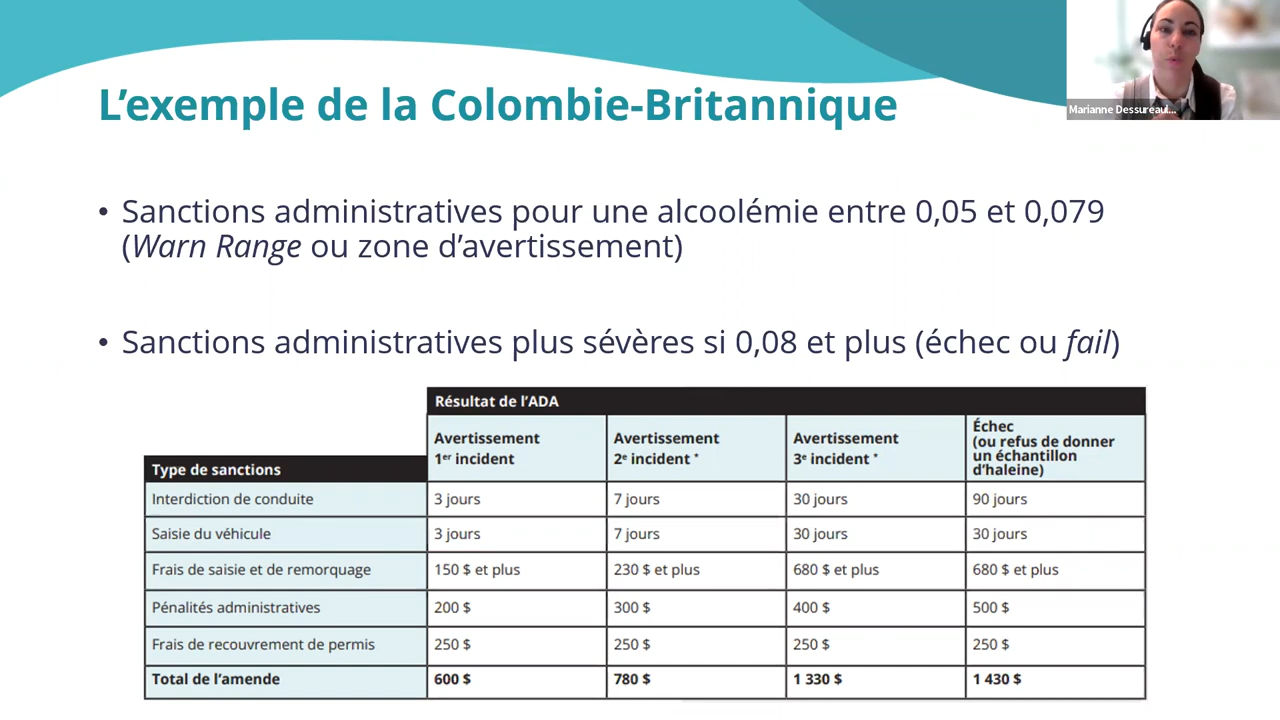 L'exemple de la Colombie-Britannique
Marianne Dessureaul...
• Sanctions administratives pour une alcoolémie entre 0,05 et 0,079
(Warn Range ou zone d'avertissement)
• Sanctions administratives plus sévères si 0,08 et plus (échec ou fail)
Résultat de l'ADA
Type de sanctions
Avertissement 1er incident
Avertissement 2e incident *
Avertissement 3e incident *
Échec (ou refus de donner un échantillon d'haleine)
Interdiction de conduite 3 jours 7 jours 30 jours 90 jours
Saisie du véhicule 3 jours 7 jours 30 jours 30 jours
Frais de saisie et de remorquage 150 $ et plus 230 $ et plus 680 $ et plus 680 $ et plus
Pénalités administratives 200 $ 300 $ 400 $ 500 $
Frais de recouvrement de permis 250 $ 250 $ 250 $ 250 $
Total de l'amende 600 $ 780 $ 1 330 $ 1 430 $